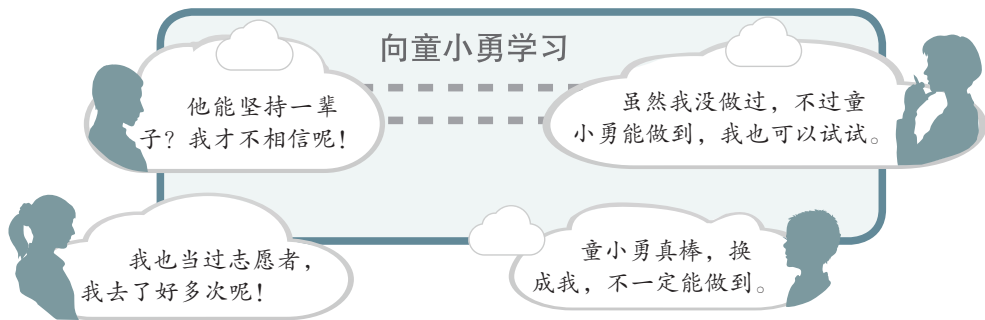 向童小勇学习
他能坚持一辈
子？我才不相信呢！
虽然我没做过，不过童
小勇能做到，我也可以试试。
我也当过志愿者，
我去了好多次呢！
童小勇真棒，换
成我，不一定能做到。